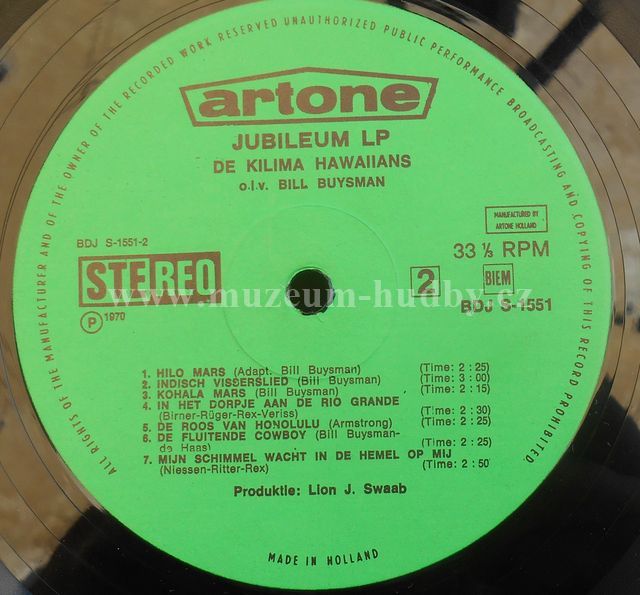 ALL RIGHTS OF THE MANUFACTURER AND OF THE OWNER OF THE RECORDED WORK RESERVED UNAUTHORIZED PUBLIC PERFORMANCE BROADCASTING AND COPYING OF THIS RECORD PROHIBITED
artone
JUBILEUM LP
DE KILIMA HAWAIIANS
o.l.v. BILL BUYSMAN
MANUFACTURED BY
ARTONE HOLLAND
BDJ S-1551-2
33 ⅓ RPM
STEREO
2
BIEM
BDJ S-1551
www.muzeum-hudby.cz
Ⓟ 1970
1. HILO MARS (Adapt. Bill Buysman) (Time: 2 : 25)
2. INDISCH VISSERSLIED (Bill Buysman) (Time: 3 : 00)
3. KOHALA MARS (Bill Buysman) (Time: 2 : 15)
4. IN HET DORPJE AAN DE RIO GRANDE
(Birner-Rüger-Rex-Veriss) (Time: 2 : 30)
5. DE ROOS VAN HONOLULU (Armstrong) (Time: 2 : 25)
6. DE FLUITENDE COWBOY (Bill Buysman-
de Haas) (Time: 2 : 25)
7. MIJN SCHIMMEL WACHT IN DE HEMEL OP MIJ
(Niessen-Ritter-Rex) (Time: 2 : 50
Produktie: Lion J. Swaab
MADE IN HOLLAND